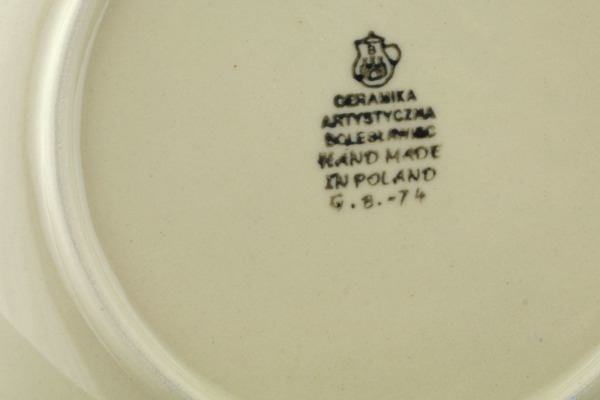 B
CERAMIKA
ARTYSTYCZNA
BOLESŁAWIEC
HAND MADE
IN POLAND
G.B.-74